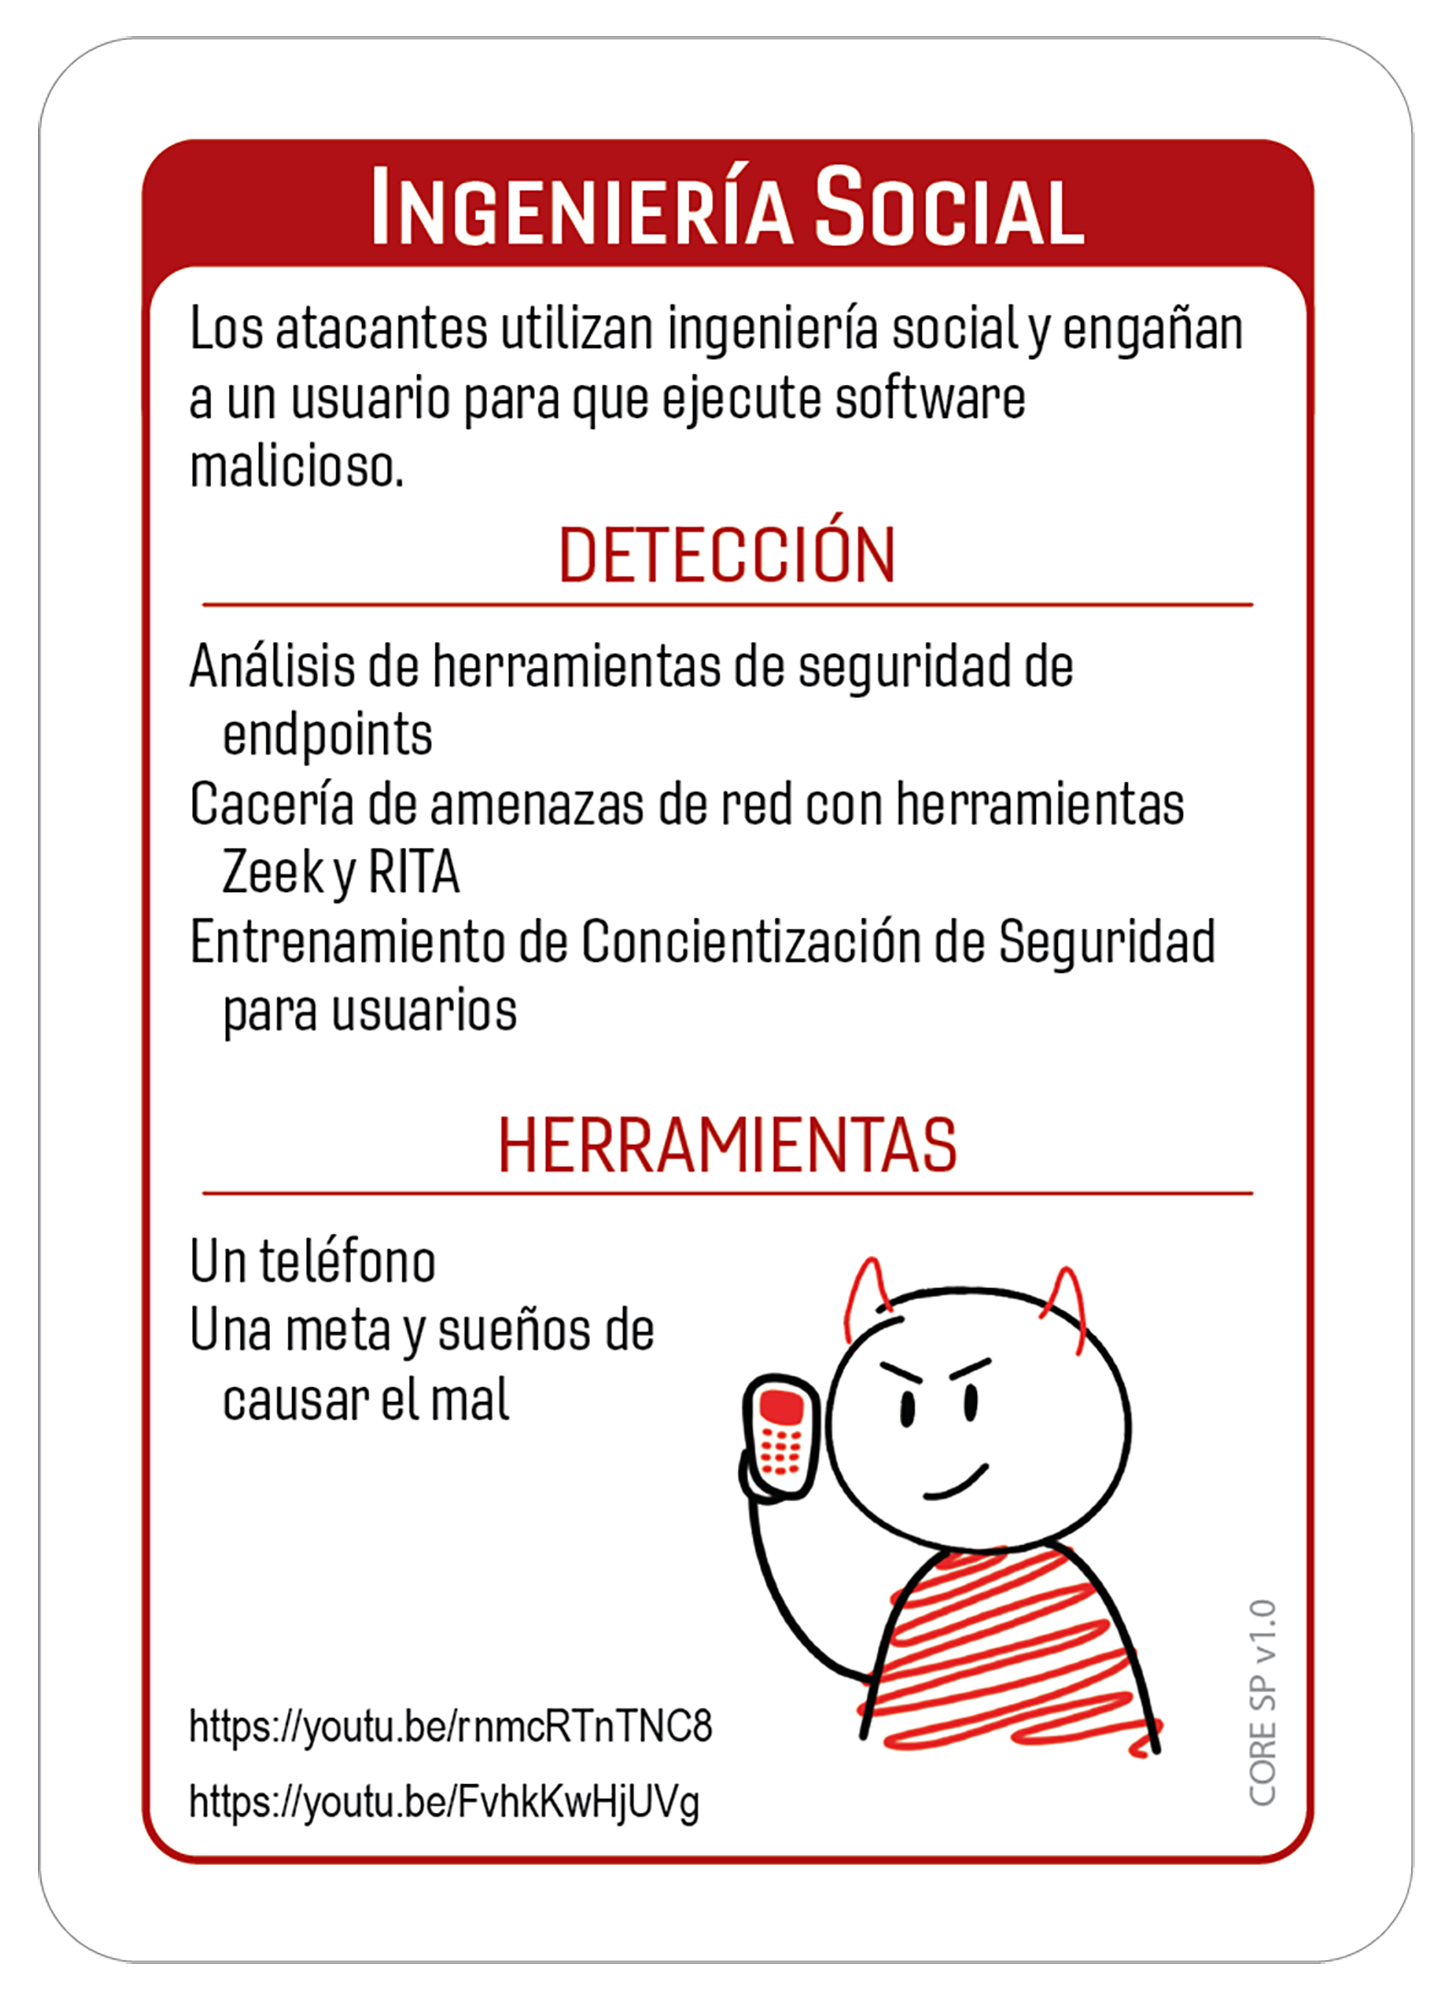 INGENIERÍA SOCIAL
Los atacantes utilizan ingeniería social y engañan
a un usuario para que ejecute software
malicioso.
DETECCIÓN
Análisis de herramientas de seguridad de
endpoints
Cacería de amenazas de red con herramientas
Zeek y RITA
Entrenamiento de Concientización de Seguridad
para usuarios
HERRAMIENTAS
Un teléfono
Una meta y sueños de
causar el mal
https://youtu.be/rnmcRTnTNC8
https://youtu.be/FvhkKwHjUVg
CORE SP v1.0